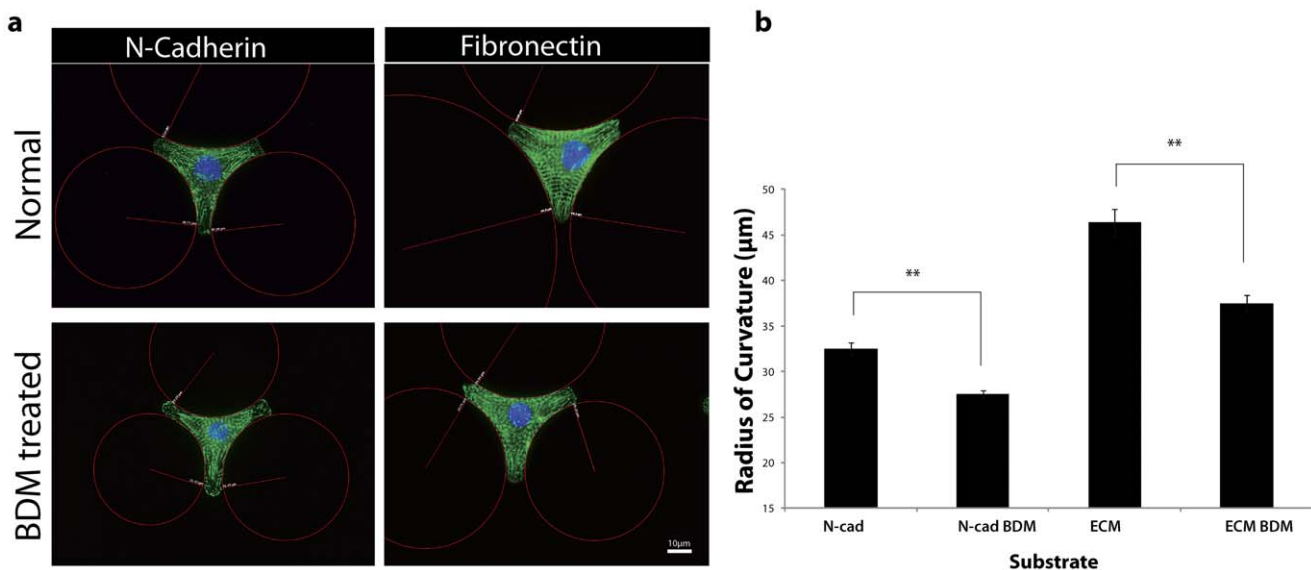 a
N-Cadherin
Fibronectin
Normal
BDM treated
10μm
b
Radius of Curvature (μm)
50
45
40
35
30
25
20
15
**
**
N-cad
N-cad BDM
ECM
ECM BDM
Substrate